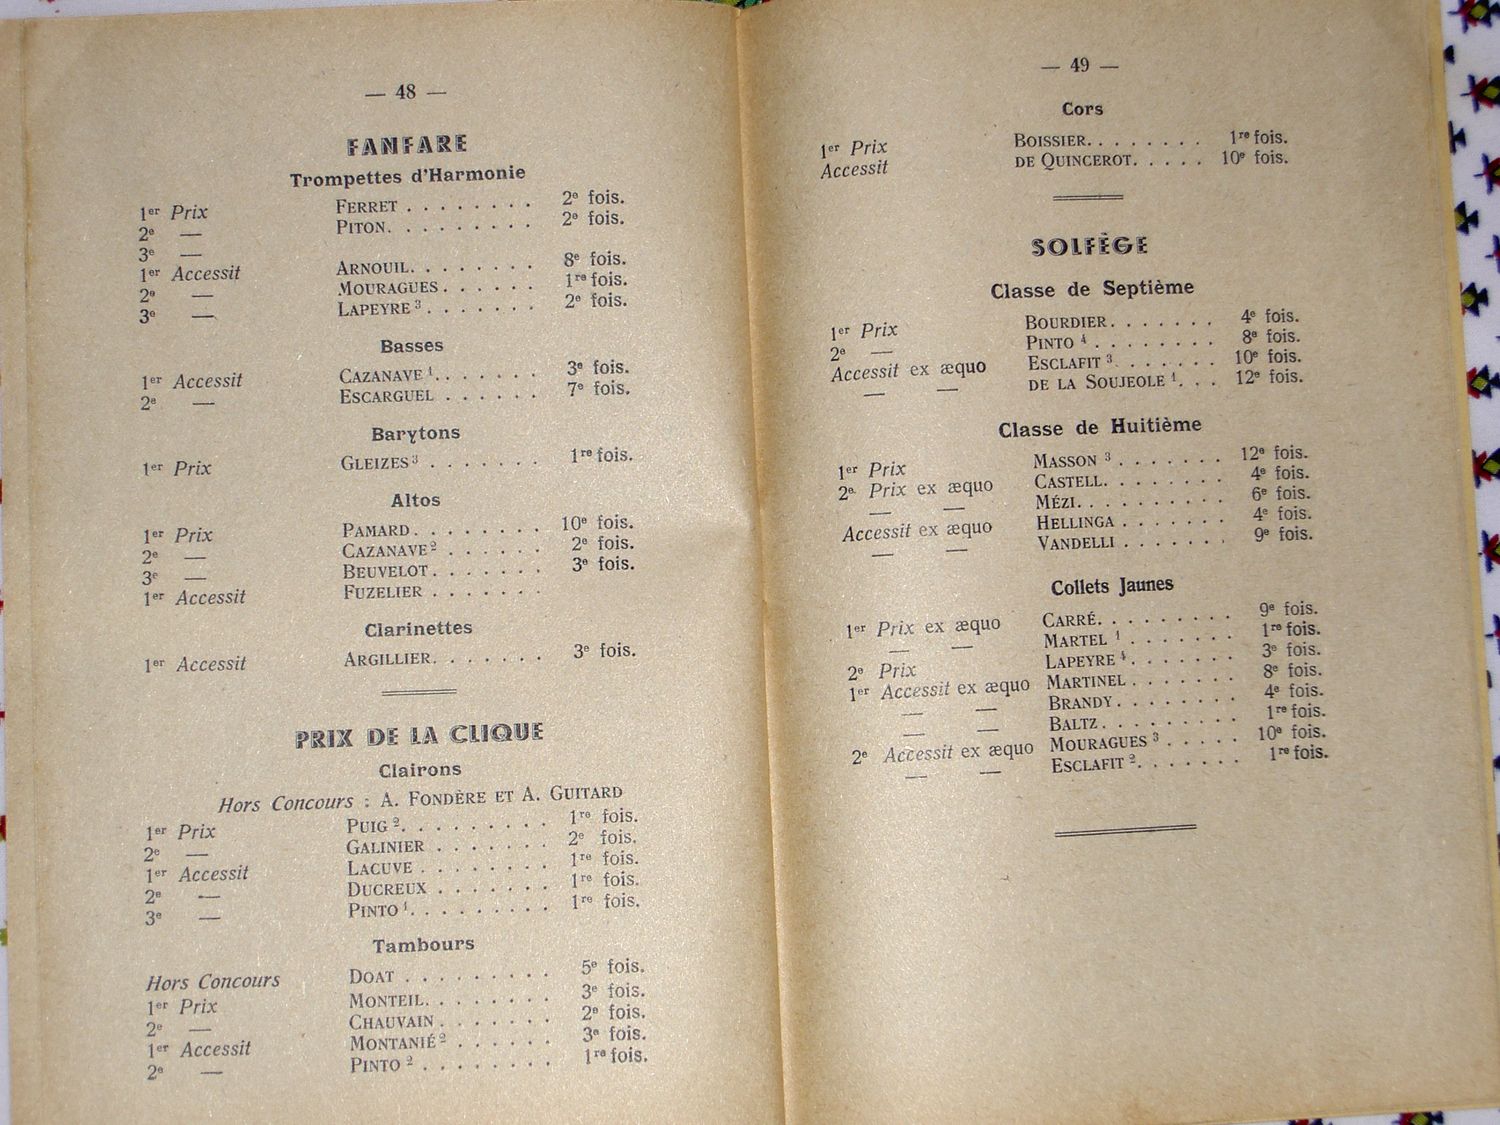 — 48 —
FANFARE
Trompettes d'Harmonie
1er Prix FERRET . . . . . . . . 2e fois.
2e — PITON. . . . . . . . . 2e fois.
3e —
1er Accessit ARNOUIL. . . . . . . . 8e fois.
2e — MOURAGUES . . . . . . 1re fois.
3e — LAPEYRE 3 . . . . . . . 2e fois.
Basses
1er Accessit CAZANAVE 1. . . . . . . 3e fois.
2e — ESCARGUEL . . . . . . 7e fois.
Barytons
1er Prix GLEIZES 3 . . . . . . . 1re fois.
Altos
1er Prix PAMARD. . . . . . . . 10e fois.
2e — CAZANAVE 2 . . . . . . 2e fois.
3e — BEUVELOT. . . . . . . 3e fois.
1er Accessit FUZELIER . . . . . . .
Clarinettes
1er Accessit ARGILLIER. . . . . . . 3e fois.
PRIX DE LA CLIQUE
Clairons
Hors Concours : A. FONDÈRE ET A. GUITARD
1er Prix PUIG 2. . . . . . . . . 1re fois.
2e — GALINIER . . . . . . . 2e fois.
1er Accessit LACUVE . . . . . . . . 1re fois.
2e — DUCREUX . . . . . . . 1re fois.
3e — PINTO 1. . . . . . . . . 1re fois.
Tambours
Hors Concours DOAT . . . . . . . . . 5e fois.
1er Prix MONTEIL. . . . . . . . 3e fois.
2e — CHAUVAIN . . . . . . . 2e fois.
1er Accessit MONTANIÉ 2 . . . . . . 3e fois.
2e — PINTO 2 . . . . . . . . 1re fois.
— 49 —
Cors
1er Prix BOISSIER. . . . . . . . 1re fois.
Accessit DE QUINCEROT. . . . . 10e fois.
SOLFÈGE
Classe de Septième
1er Prix BOURDIER. . . . . . . 4e fois.
2e — PINTO 4 . . . . . . . . 8e fois.
Accessit ex æquo ESCLAFIT 3. . . . . . . 10e fois.
— — DE LA SOUJEOLE 1. . . 12e fois.
Classe de Huitième
1er Prix MASSON 3 . . . . . . . 12e fois.
2e Prix ex æquo CASTELL. . . . . . . . 4e fois.
— — MÉZI. . . . . . . . . . 6e fois.
Accessit ex æquo HELLINGA . . . . . . . 4e fois.
— — VANDELLI . . . . . . . 9e fois.
Collets Jaunes
1er Prix ex æquo CARRÉ. . . . . . . . . 9e fois.
— — MARTEL 1 . . . . . . . 1re fois.
2e Prix LAPEYRE 4. . . . . . . 3e fois.
1er Accessit ex æquo MARTINEL . . . . . . . 8e fois.
— — BRANDY. . . . . . . . 4e fois.
— — BALTZ. . . . . . . . . 1re fois.
2e Accessit ex æquo MOURAGUES 3 . . . . . 10e fois.
— — ESCLAFIT 2. . . . . . . 1re fois.